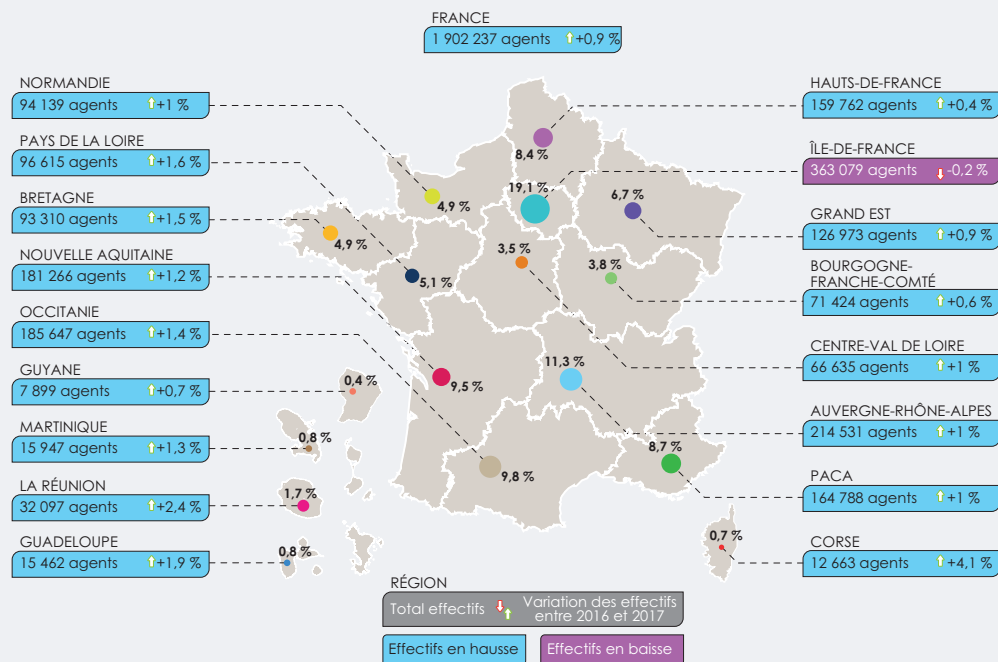 FRANCE
1 902 237 agents +0,9 %
NORMANDIE
94 139 agents +1 %
PAYS DE LA LOIRE
96 615 agents +1,6 %
BRETAGNE
93 310 agents +1,5 %
NOUVELLE AQUITAINE
181 266 agents +1,2 %
OCCITANIE
185 647 agents +1,4 %
GUYANE
7 899 agents +0,7 %
MARTINIQUE
15 947 agents +1,3 %
LA RÉUNION
32 097 agents +2,4 %
GUADELOUPE
15 462 agents +1,9 %
8,4 %
19,1 %
6,7 %
4,9 %
4,9 %
3,5 %
3,8 %
5,1 %
11,3 %
9,5 %
0,4 %
0,8 %
8,7 %
9,8 %
1,7 %
0,7 %
0,8 %
HAUTS-DE-FRANCE
159 762 agents +0,4 %
ÎLE-DE-FRANCE
363 079 agents -0,2 %
GRAND EST
126 973 agents +0,9 %
BOURGOGNE-
FRANCHE-COMTÉ
71 424 agents +0,6 %
CENTRE-VAL DE LOIRE
66 635 agents +1 %
AUVERGNE-RHÔNE-ALPES
214 531 agents +1 %
PACA
164 788 agents +1 %
CORSE
12 663 agents +4,1 %
RÉGION
Total effectifs Variation des effectifs
entre 2016 et 2017
Effectifs en hausse
Effectifs en baisse